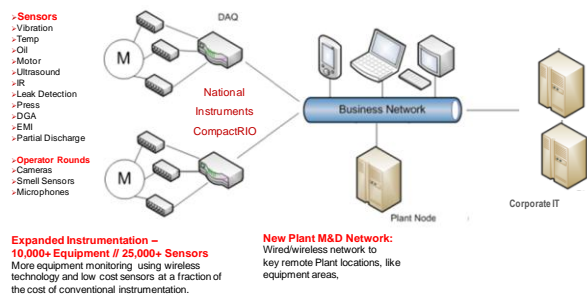 ➢Sensors
➢Vibration
➢Temp
➢Oil
➢Motor
➢Ultrasound
➢IR
➢Leak Detection
➢Press
➢DGA
➢EMI
➢Partial Discharge
➢Operator Rounds
➢Cameras
➢Smell Sensors
➢Microphones
DAQ
M
M
National
Instruments
CompactRIO
Business Network
Plant Node
Corporate IT
Expanded Instrumentation –
10,000+ Equipment // 25,000+ Sensors
More equipment monitoring using wireless
technology and low cost sensors at a fraction of
the cost of conventional instrumentation.
New Plant M&D Network:
Wired/wireless network to
key remote Plant locations, like
equipment areas,